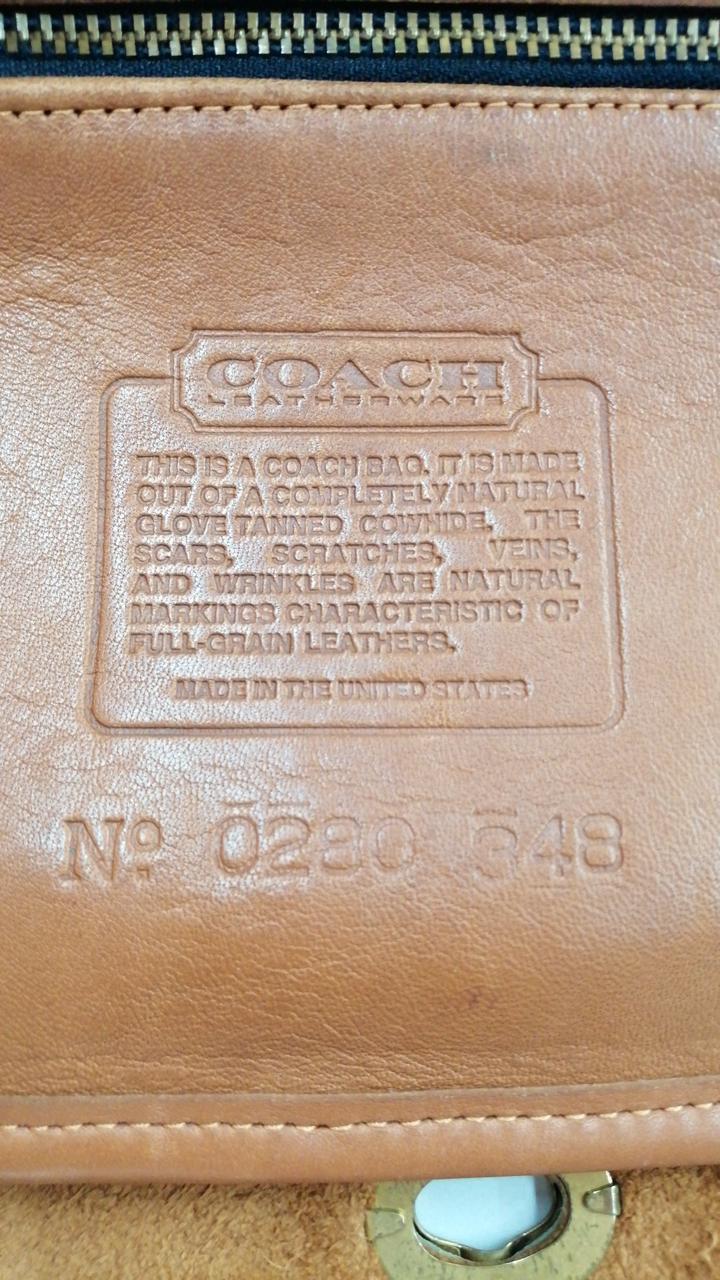 COACH
LEATHERWARE
THIS IS A COACH BAG. IT IS MADE
OUT OF A COMPLETELY NATURAL
GLOVE TANNED COWHIDE, THE
SCARS, SCRATCHES, VEINS,
AND WRINKLES ARE NATURAL
MARKINGS CHARACTERISTIC OF
FULL-GRAIN LEATHERS.
MADE IN THE UNITED STATES
Nº 0280 348